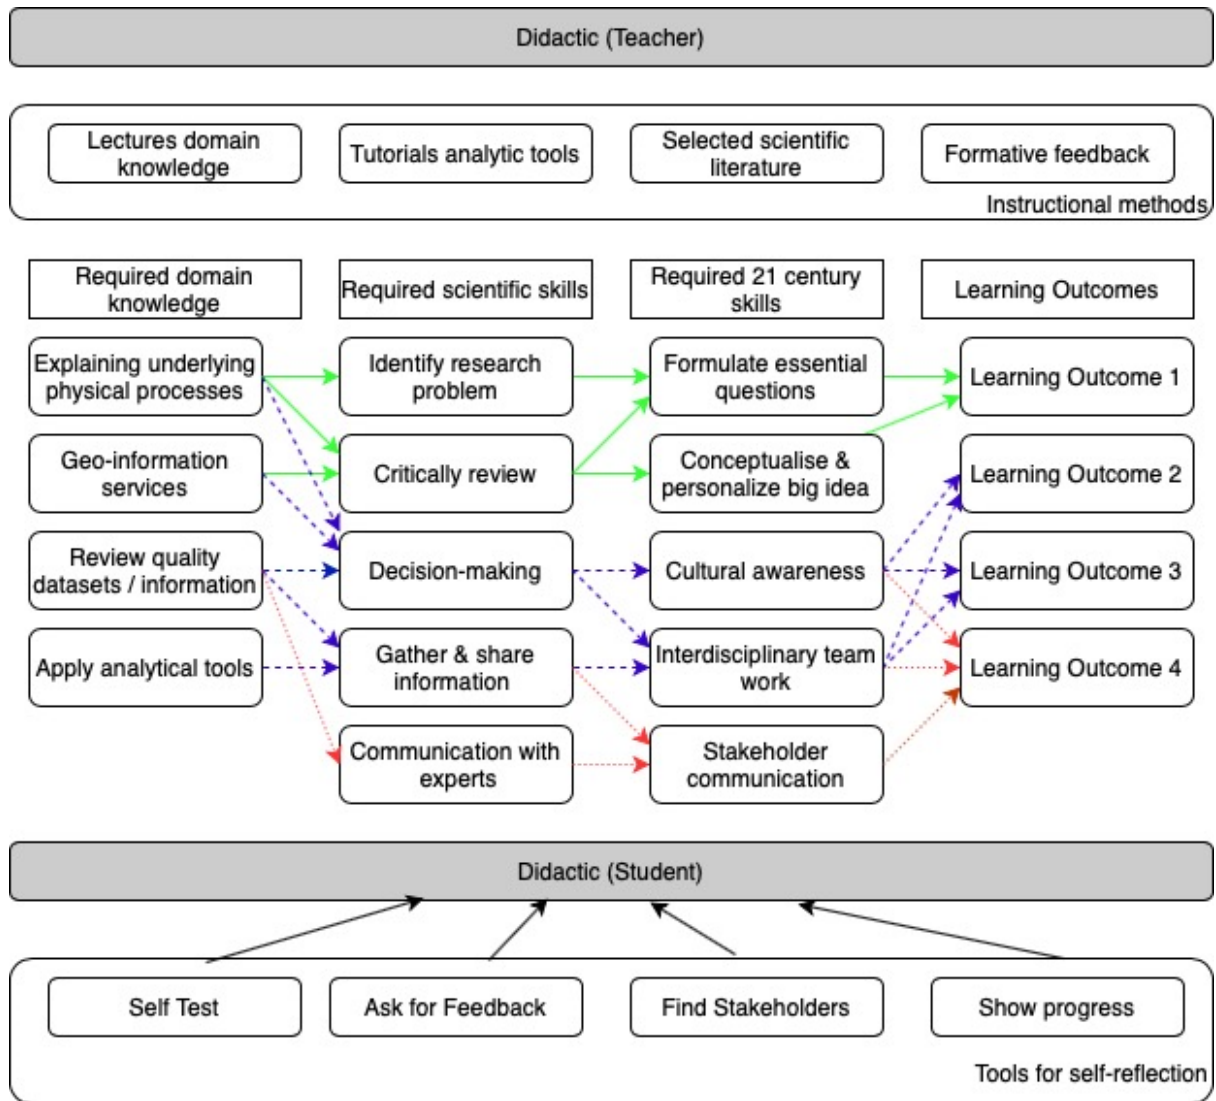 Didactic (Teacher)
Lectures domain
knowledge
Tutorials analytic tools
Selected scientific
literature
Formative feedback
Instructional methods
Required domain
knowledge
Required scientific skills
Required 21 century
skills
Learning Outcomes
Explaining underlying
physical processes
Identify research
problem
Formulate essential
questions
Learning Outcome 1
Geo-information
services
Critically review
Conceptualise &
personalize big idea
Learning Outcome 2
Review quality
datasets / information
Decision-making
Cultural awareness
Learning Outcome 3
Apply analytical tools
Gather & share
information
Interdisciplinary team
work
Learning Outcome 4
Communication with
experts
Stakeholder
communication
Didactic (Student)
Self Test
Ask for Feedback
Find Stakeholders
Show progress
Tools for self-reflection